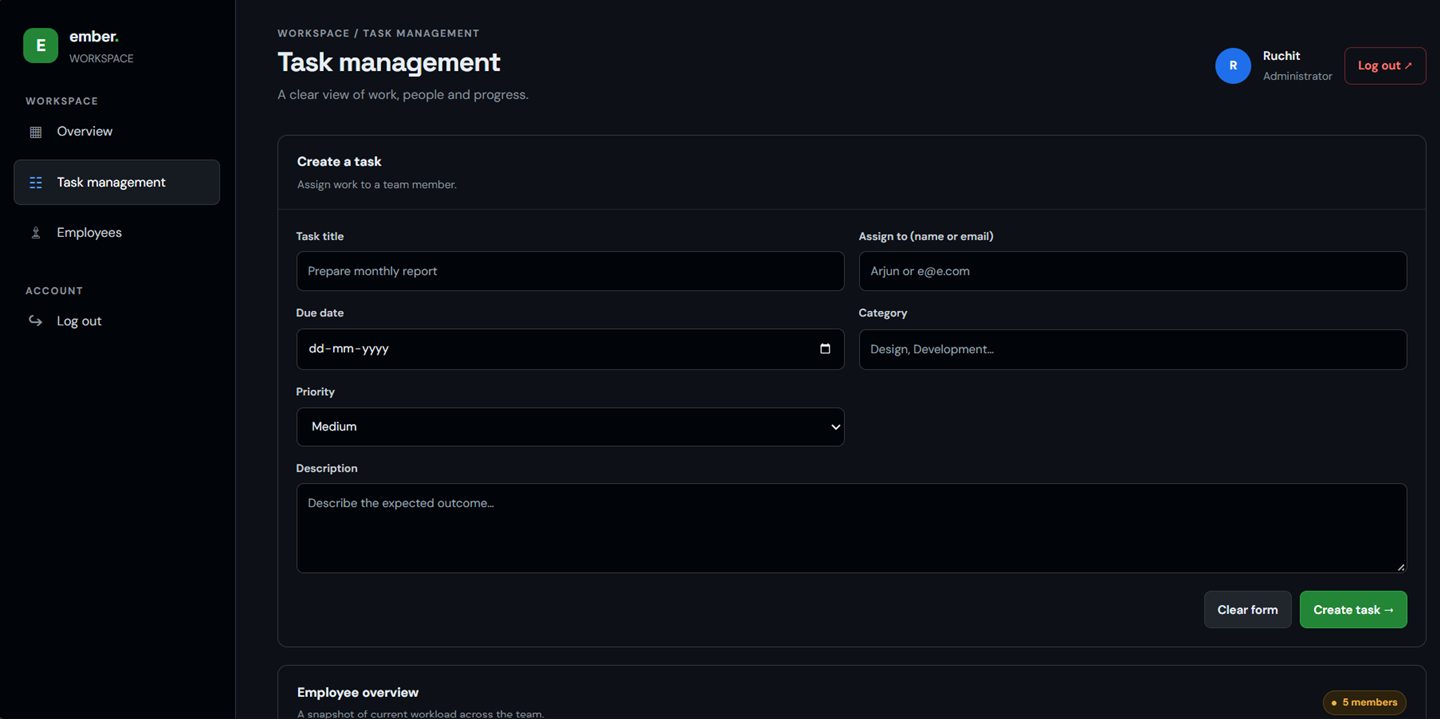 E
ember.
WORKSPACE
WORKSPACE
Overview
Task management
Employees
ACCOUNT
Log out
WORKSPACE / TASK MANAGEMENT
Task management
A clear view of work, people and progress.
R
Ruchit
Administrator
Log out ↗
Create a task
Assign work to a team member.
Task title
Assign to (name or email)
Prepare monthly report
Arjun or e@e.com
Due date
Category
dd-mm-yyyy
Design, Development…
Priority
Medium
Description
Describe the expected outcome…
Clear form
Create task →
Employee overview
A snapshot of current workload across the team.
5 members